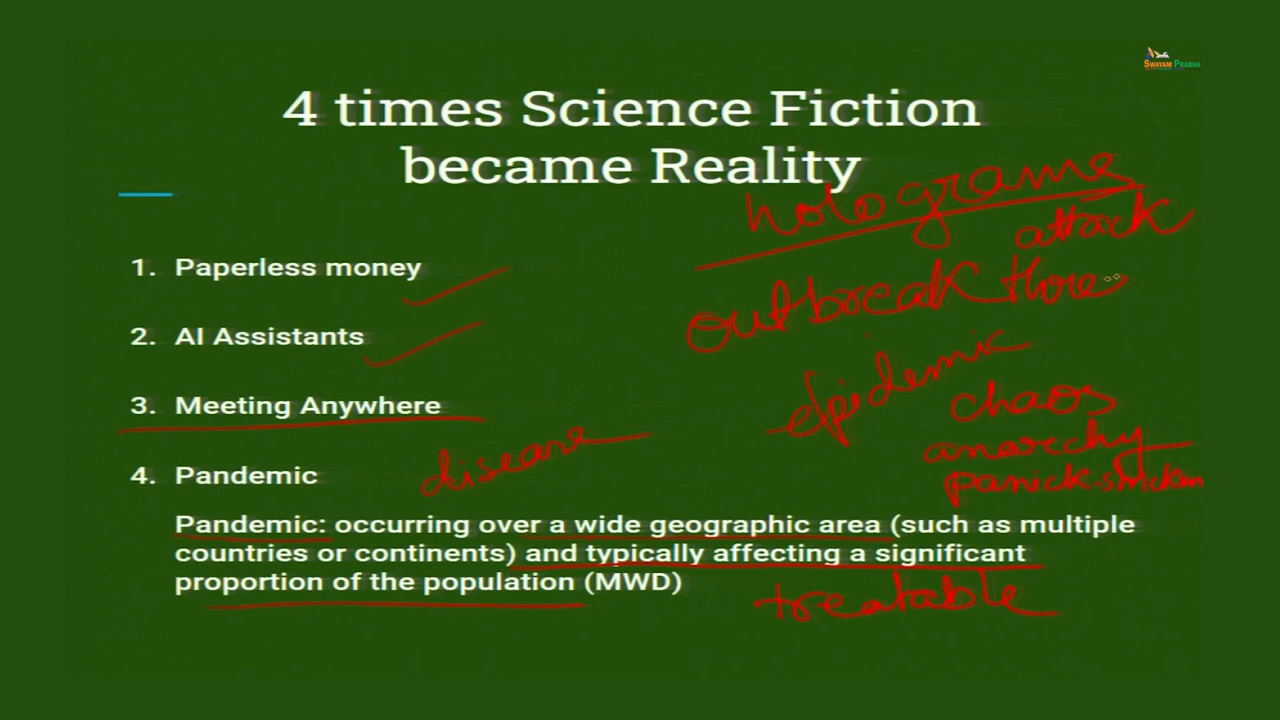 SWAYAM PRABHA
4 times Science Fiction
became Reality
holograme
attack
1. Paperless money
outbreak
2. AI Assistants
epidemic
3. Meeting Anywhere
chaos
anarchy
disease
4. Pandemic
panick-stricken
Pandemic: occurring over a wide geographic area (such as multiple
countries or continents) and typically affecting a significant
proportion of the population (MWD)
treatable